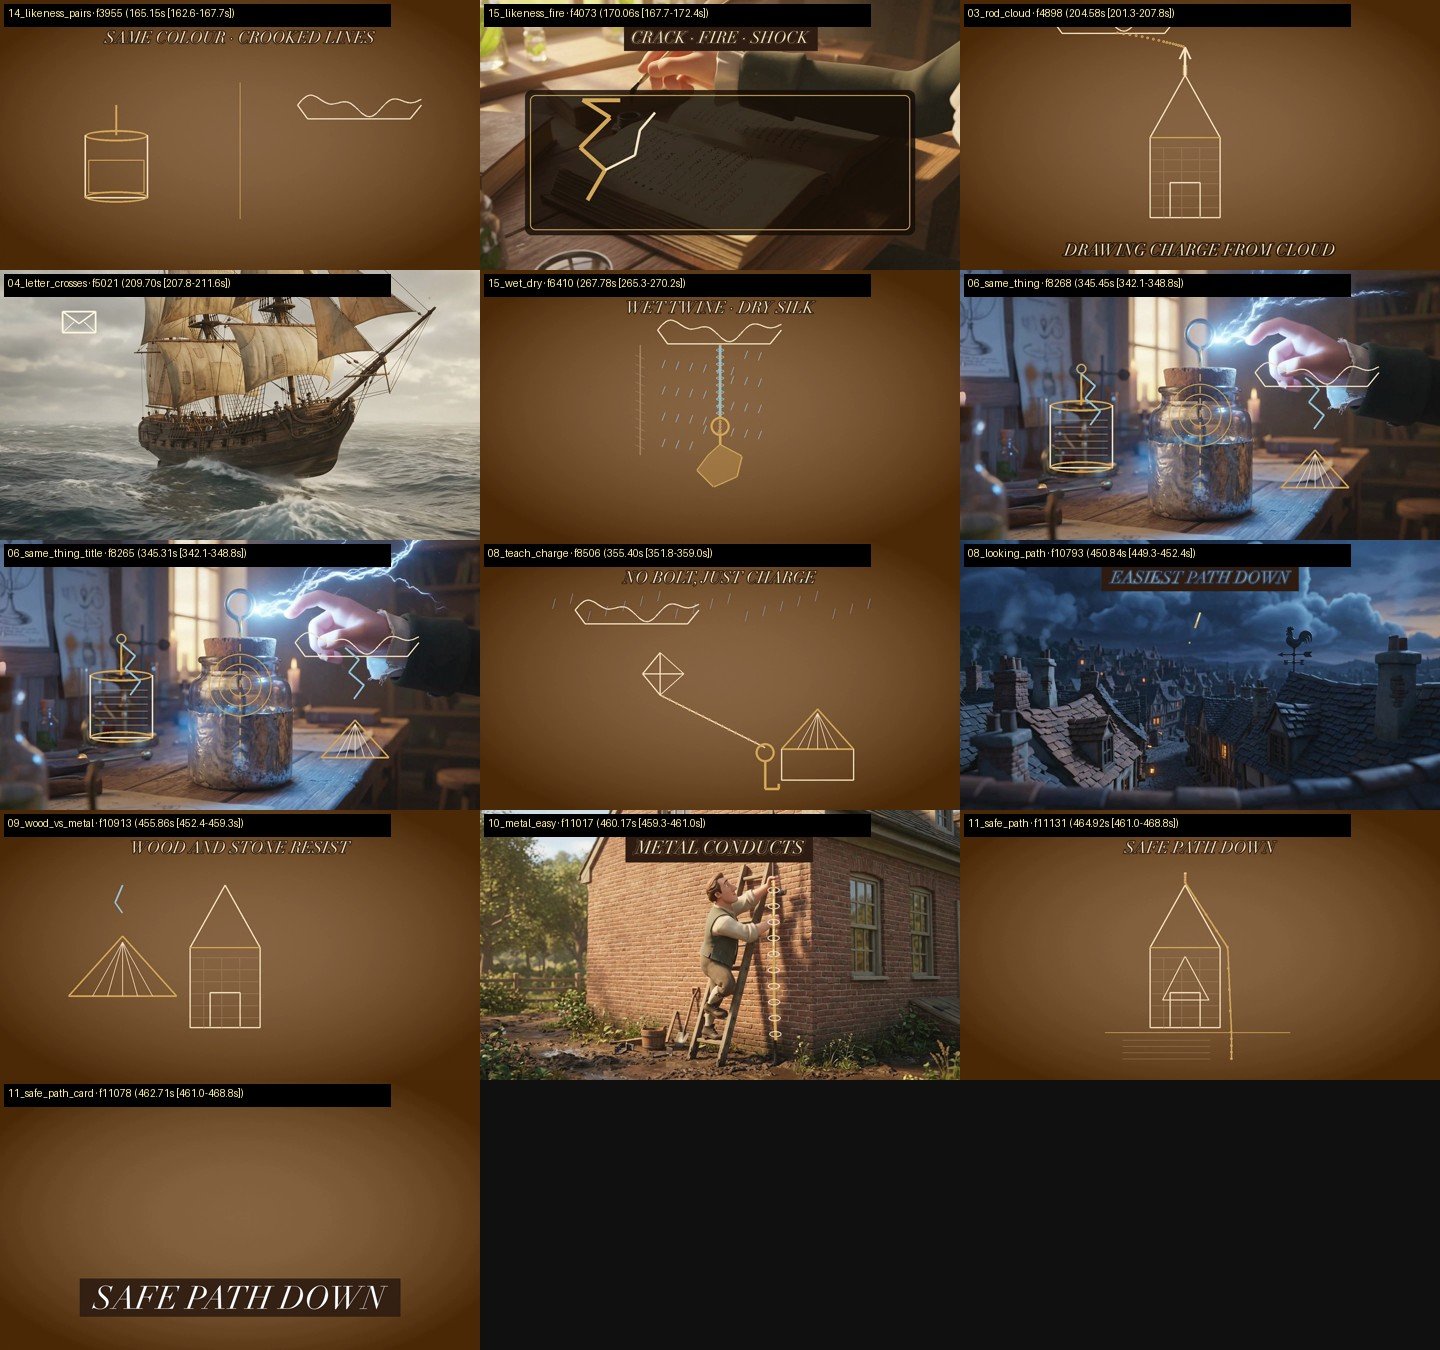 14_likeness_pairs·f3955 (165.15s [162.6-167.7s])
SAME COLOUR · CROOKED LINES
15_likeness_fire·f4073 (170.06s [167.7-172.4s])
CRACK · FIRE · SHOCK
03_rod_cloud·f4898 (204.58s [201.3-207.8s])
DRAWING CHARGE FROM CLOUD
04_letter_crosses·f5021 (209.70s [207.8-211.6s])
15_wet_dry·f6410 (267.78s [265.3-270.2s])
WET TWINE · DRY SILK
06_same_thing·f8268 (345.45s [342.1-348.8s])
06_same_thing_title·f8265 (345.31s [342.1-348.8s])
08_teach_charge·f8506 (355.40s [351.8-359.0s])
NO BOLT, JUST CHARGE
08_looking_path·f10793 (450.84s [449.3-452.4s])
EASIEST PATH DOWN
09_wood_vs_metal·f10913 (455.86s [452.4-459.3s])
WOOD AND STONE RESIST
10_metal_easy·f11017 (460.17s [459.3-461.0s])
METAL CONDUCTS
11_safe_path·f11131 (464.92s [461.0-468.8s])
SAFE PATH DOWN
11_safe_path_card·f11078 (462.71s [461.0-468.8s])
SAFE PATH DOWN